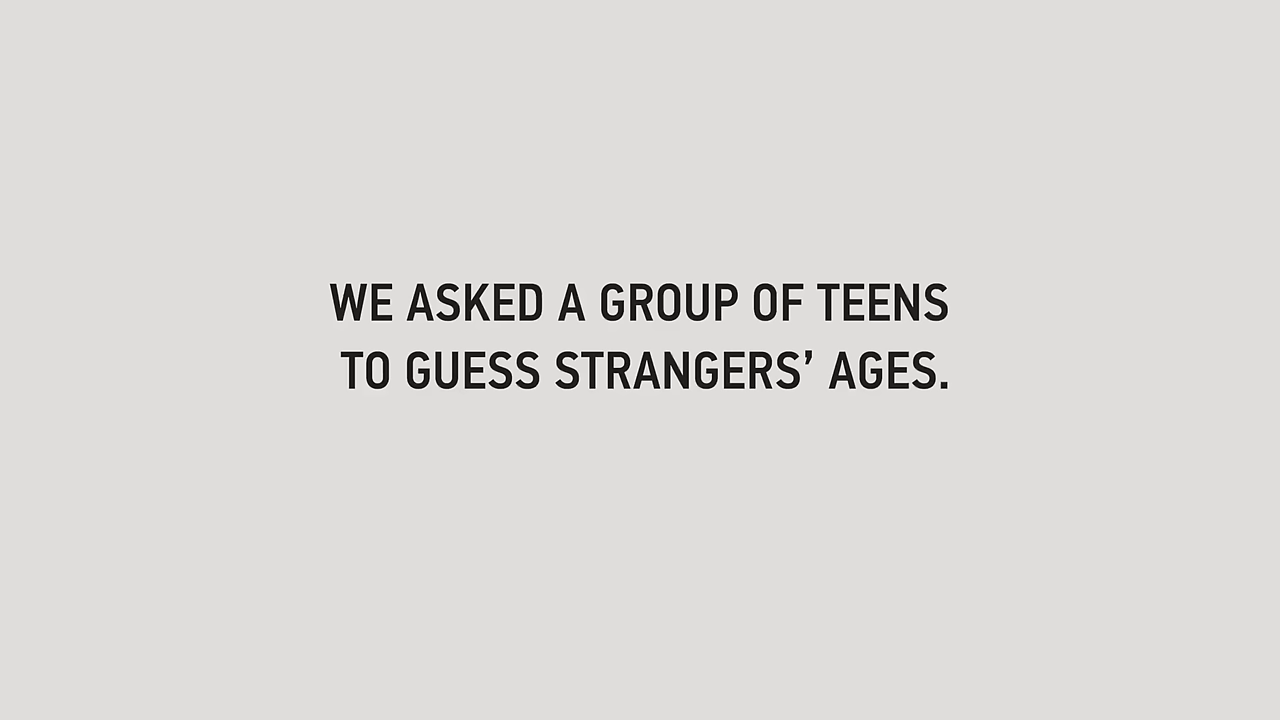 WE ASKED A GROUP OF TEENS
TO GUESS STRANGERS’ AGES.